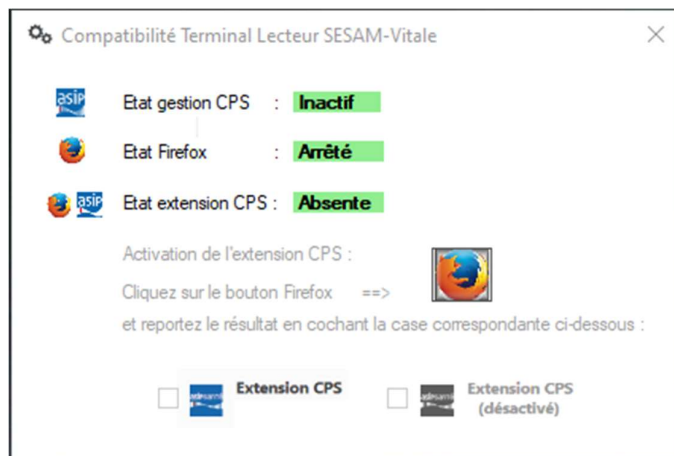 Compatibilité Terminal Lecteur SESAM-Vitale
asip
Etat gestion CPS : Inactif
Etat Firefox : Arrêté
asip
Etat extension CPS : Absente
Activation de l'extension CPS :
Cliquez sur le bouton Firefox ==>
et reportez le résultat en cochant la case correspondante ci-dessous :
Extension CPS
Extension CPS
(désactivé)